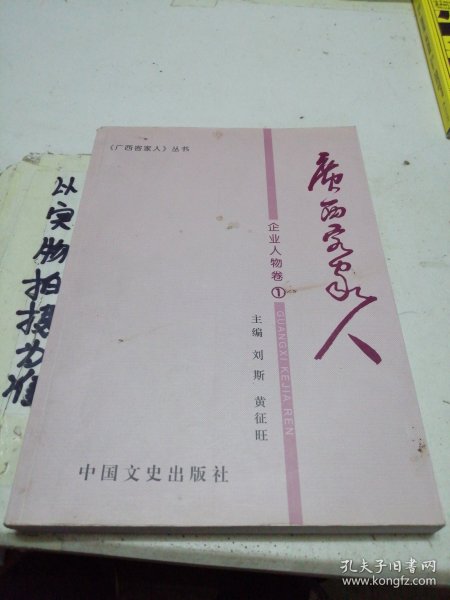 《广西客家人》丛书
廣西客家人
企业人物卷①
GUANGXI KEJIA REN
主编 刘斯 黄征旺
中国文史出版社
以实物拍摄为准
孔夫子旧书网
www.kongfz.com